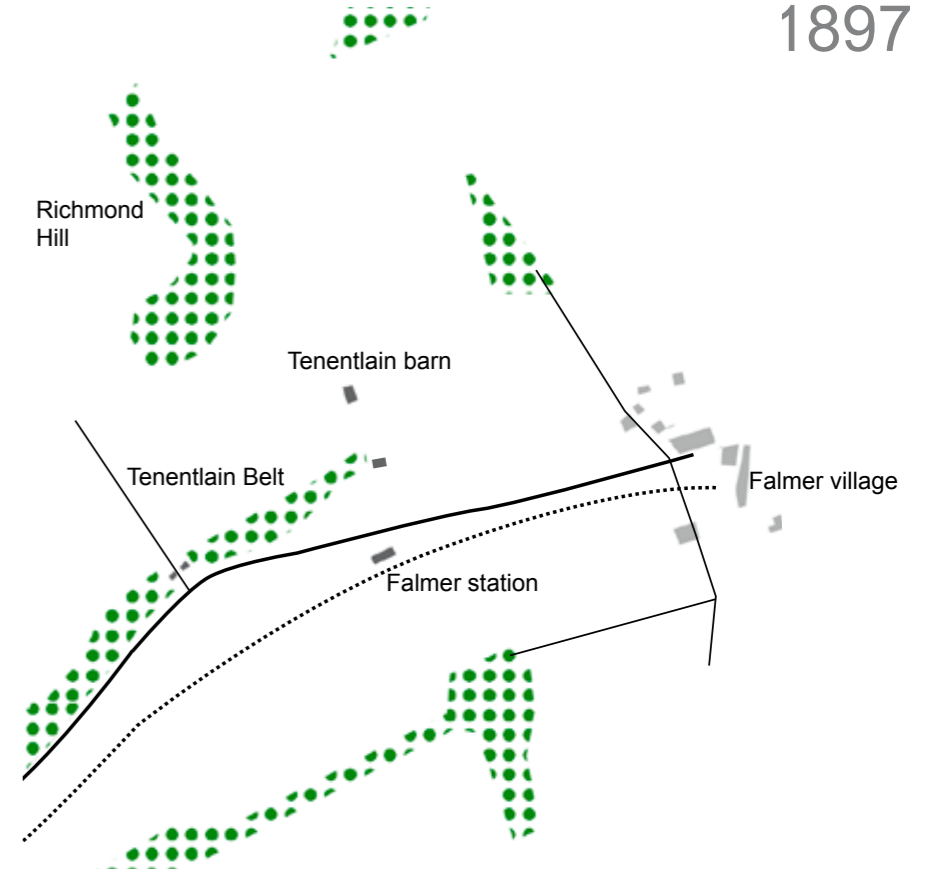 1897
Richmond
Hill
Tenentlain barn
Tenentlain Belt
Falmer village
Falmer station